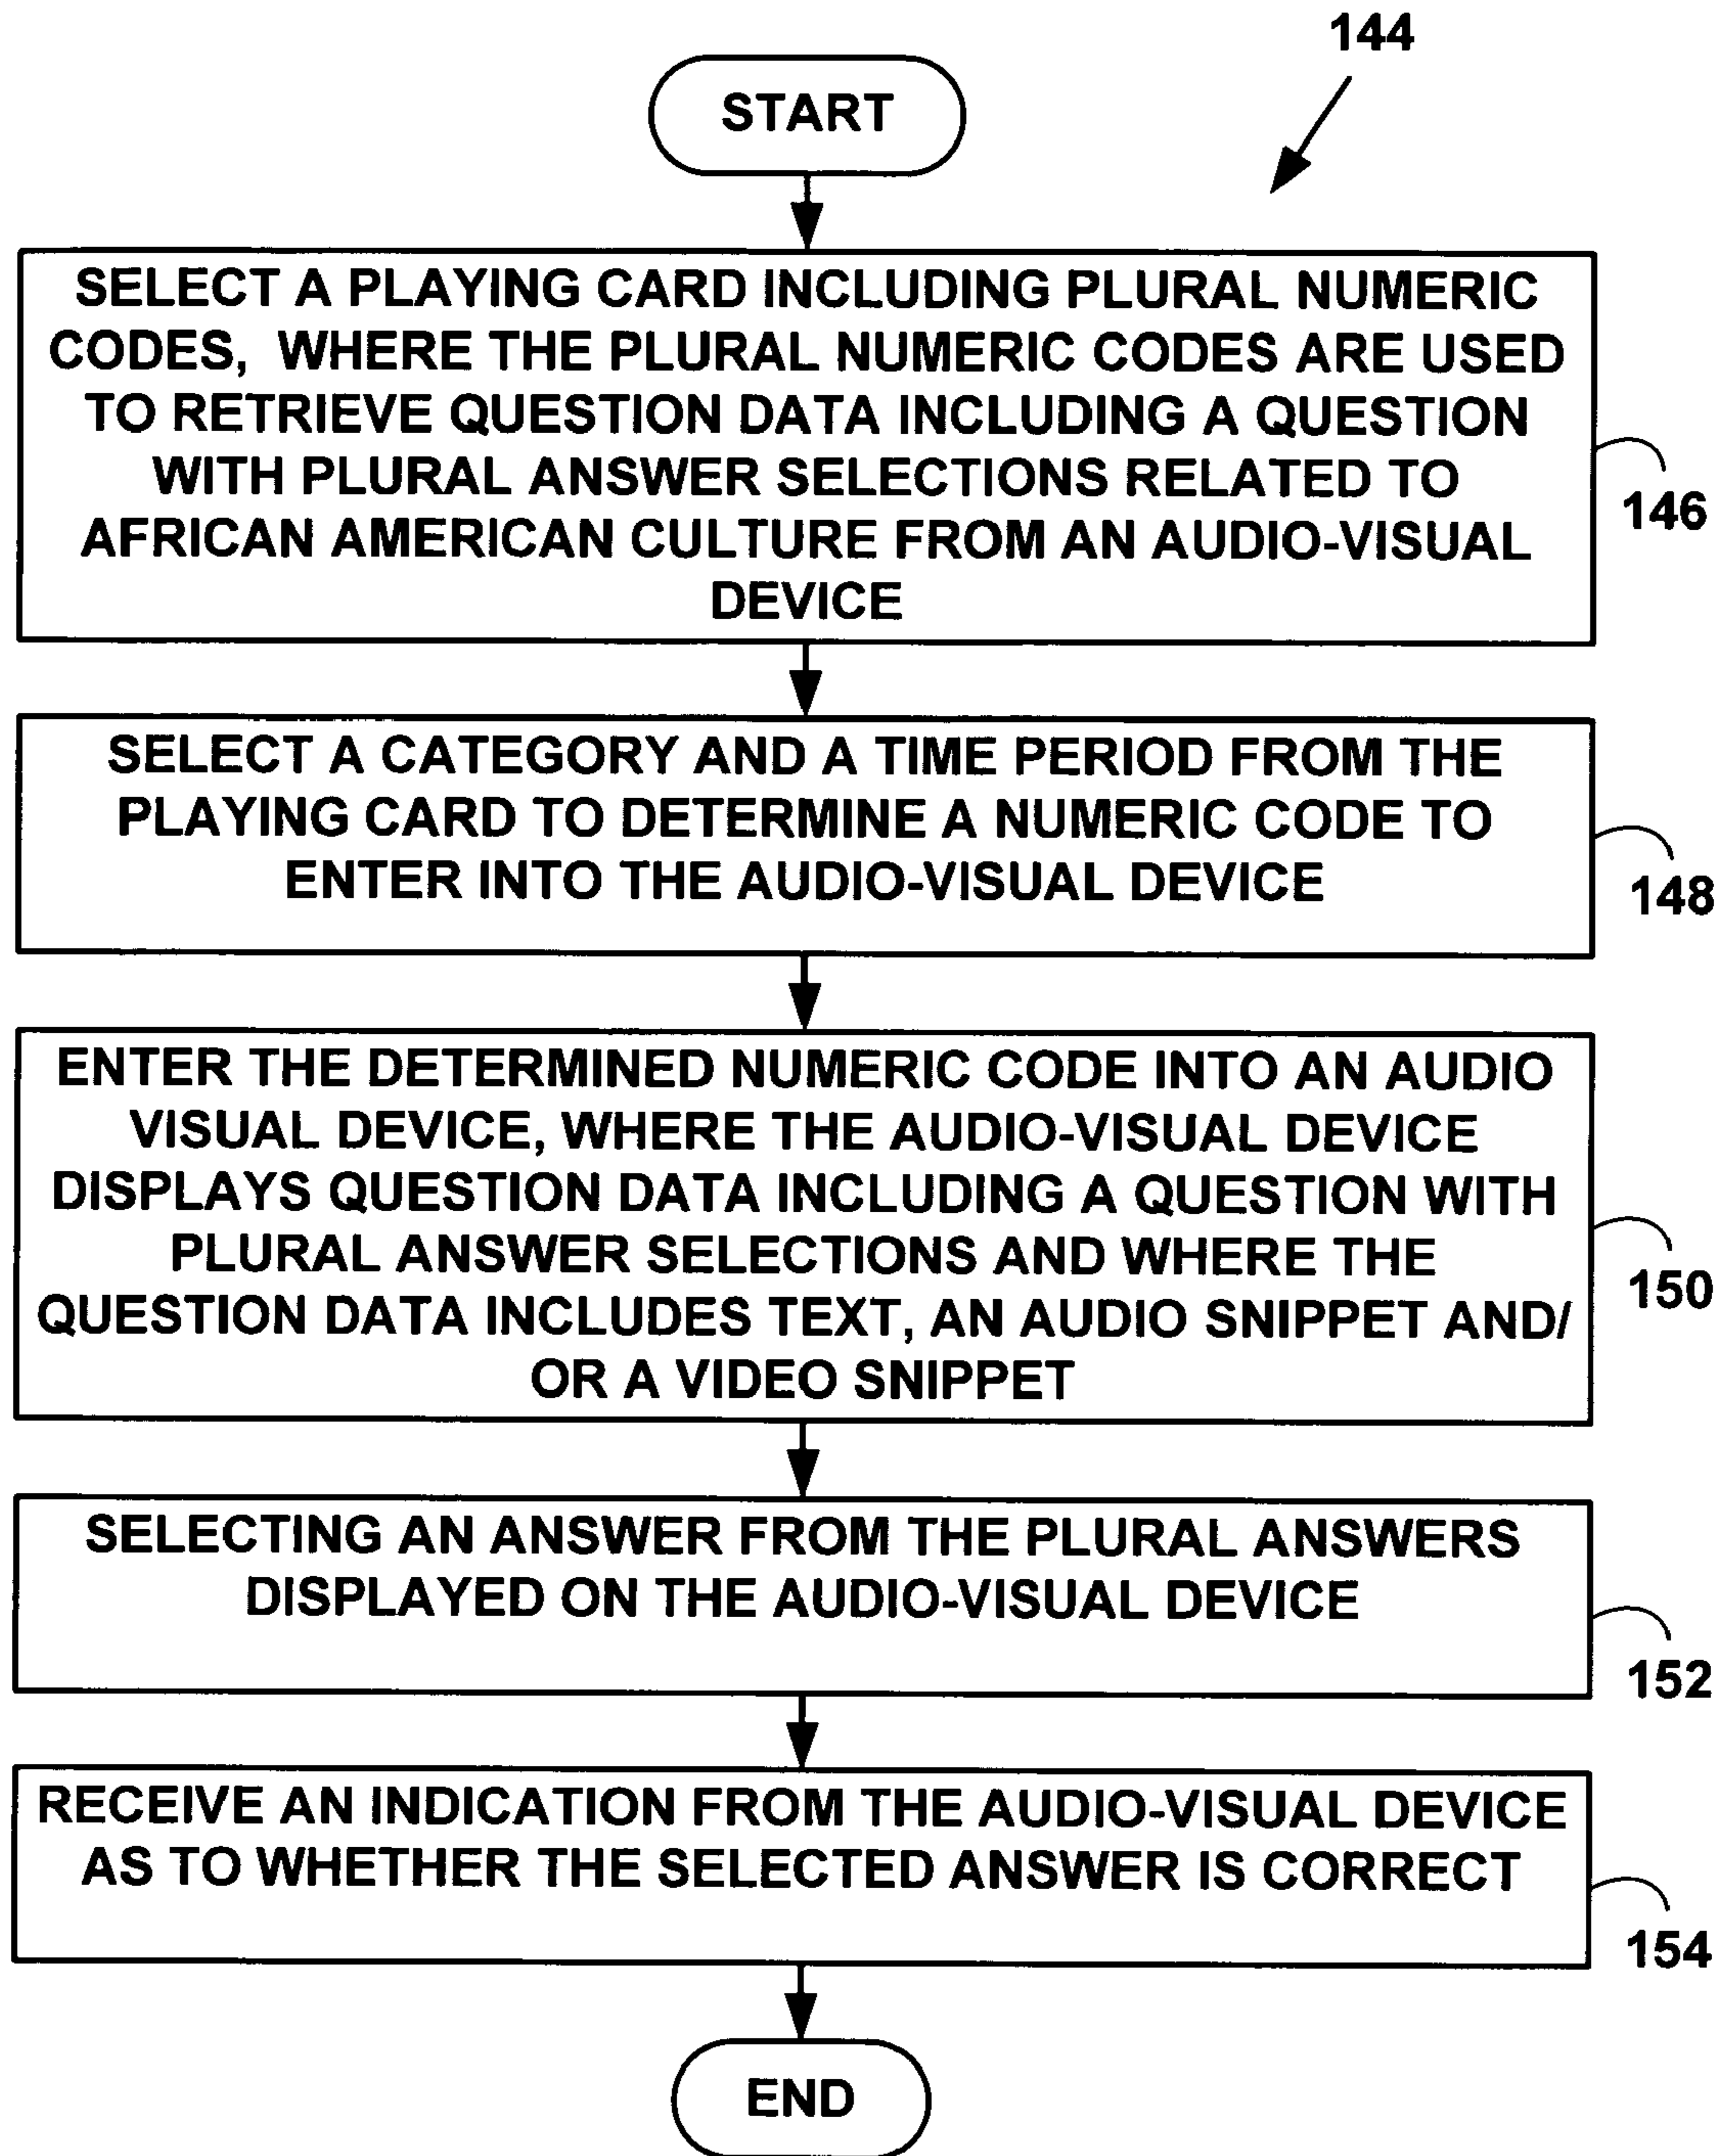 144
START
SELECT A PLAYING CARD INCLUDING PLURAL NUMERIC
CODES, WHERE THE PLURAL NUMERIC CODES ARE USED
TO RETRIEVE QUESTION DATA INCLUDING A QUESTION
WITH PLURAL ANSWER SELECTIONS RELATED TO
AFRICAN AMERICAN CULTURE FROM AN AUDIO-VISUAL
DEVICE
146
SELECT A CATEGORY AND A TIME PERIOD FROM THE
PLAYING CARD TO DETERMINE A NUMERIC CODE TO
ENTER INTO THE AUDIO-VISUAL DEVICE
148
ENTER THE DETERMINED NUMERIC CODE INTO AN AUDIO
VISUAL DEVICE, WHERE THE AUDIO-VISUAL DEVICE
DISPLAYS QUESTION DATA INCLUDING A QUESTION WITH
PLURAL ANSWER SELECTIONS AND WHERE THE
QUESTION DATA INCLUDES TEXT, AN AUDIO SNIPPET AND/
OR A VIDEO SNIPPET
150
SELECTING AN ANSWER FROM THE PLURAL ANSWERS
DISPLAYED ON THE AUDIO-VISUAL DEVICE
152
RECEIVE AN INDICATION FROM THE AUDIO-VISUAL DEVICE
AS TO WHETHER THE SELECTED ANSWER IS CORRECT
154
END